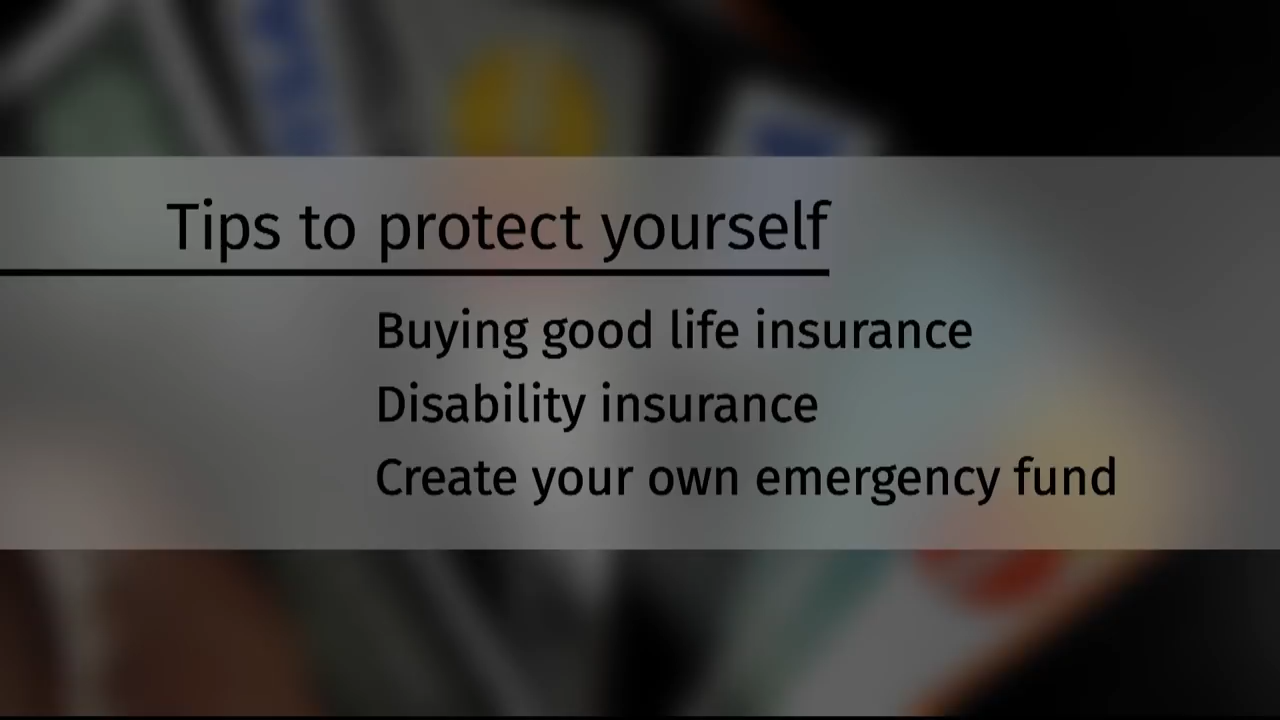 Tips to protect yourself
Buying good life insurance
Disability insurance
Create your own emergency fund